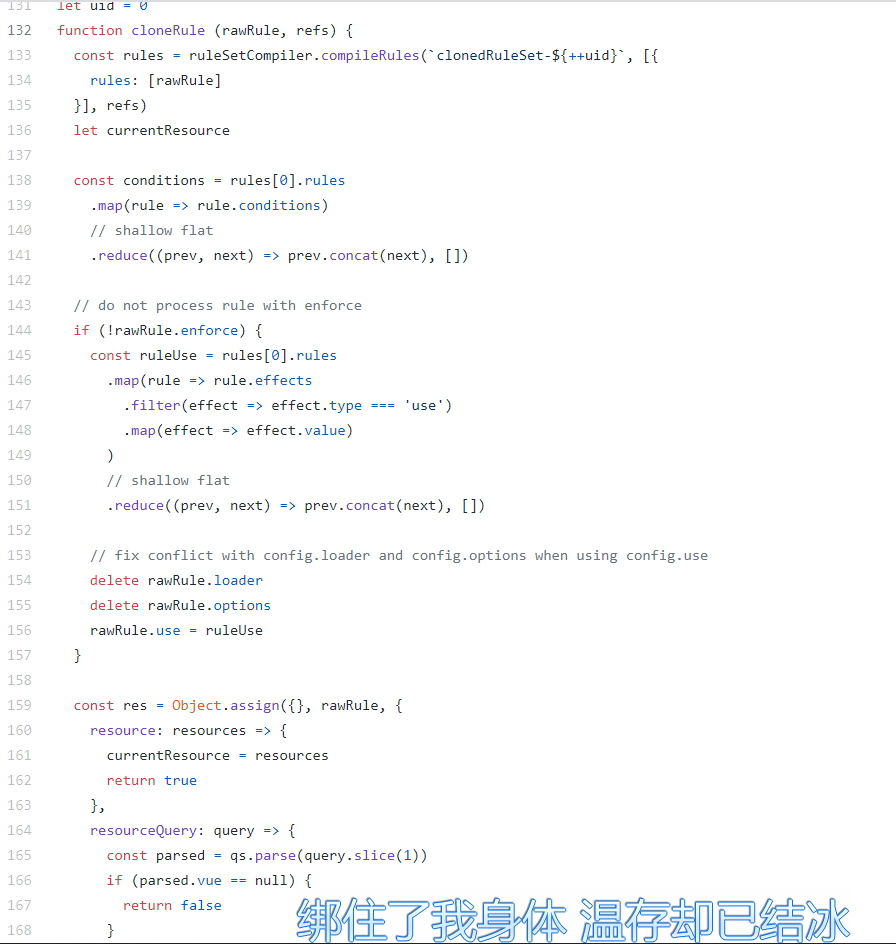 131 let uid = 0
132 function cloneRule (rawRule, refs) {
133 const rules = ruleSetCompiler.compileRules(`clonedRuleSet-${++uid}`, [{
134 rules: [rawRule]
135 }], refs)
136 let currentResource
137
138 const conditions = rules[0].rules
139 .map(rule => rule.conditions)
140 // shallow flat
141 .reduce((prev, next) => prev.concat(next), [])
142
143 // do not process rule with enforce
144 if (!rawRule.enforce) {
145 const ruleUse = rules[0].rules
146 .map(rule => rule.effects
147 .filter(effect => effect.type === 'use')
148 .map(effect => effect.value)
149 )
150 // shallow flat
151 .reduce((prev, next) => prev.concat(next), [])
152
153 // fix conflict with config.loader and config.options when using config.use
154 delete rawRule.loader
155 delete rawRule.options
156 rawRule.use = ruleUse
157 }
158
159 const res = Object.assign({}, rawRule, {
160 resource: resources => {
161 currentResource = resources
162 return true
163 },
164 resourceQuery: query => {
165 const parsed = qs.parse(query.slice(1))
166 if (parsed.vue == null) {
167 return false
168 }
绑住了我身体 温存却已结冰